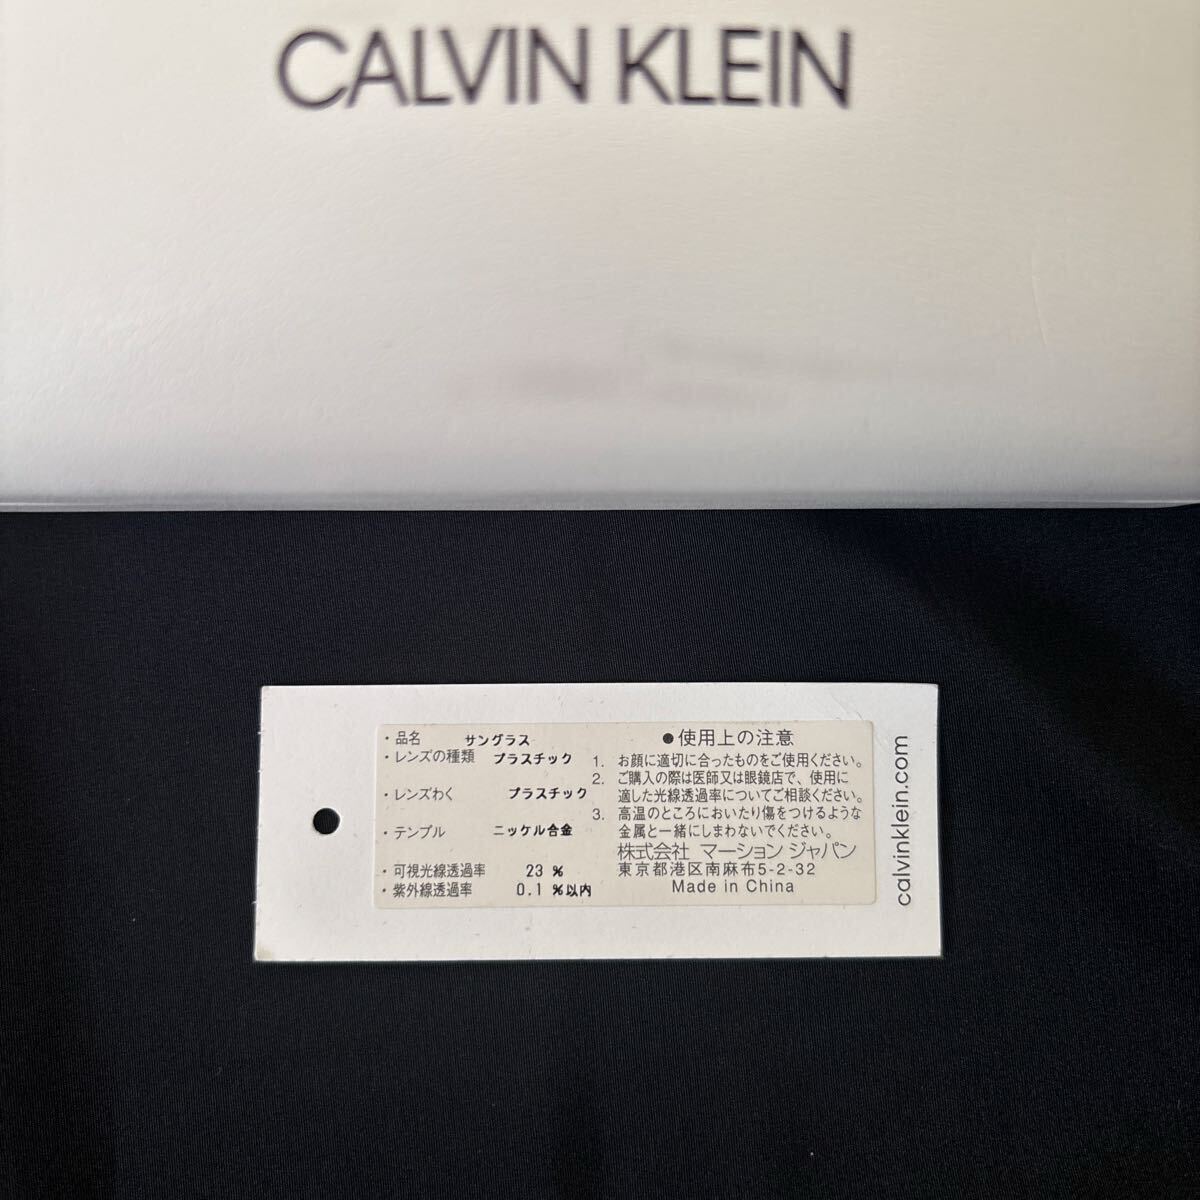 CALVIN KLEIN
・品名 サングラス
・レンズの種類 プラスチック
・レンズわく プラスチック
・テンプル ニッケル合金
・可視光線透過率 23 %
・紫外線透過率 0.1 %以内
●使用上の注意
1. お顔に適切に合ったものをご使用ください。
2. ご購入の際は医師又は眼鏡店で、使用に
適した光線透過率についてご相談ください。
3. 高温のところにおいたり傷をつけるような
金属と一緒にしまわないでください。
株式会社 マーション ジャパン
東京都港区南麻布5-2-32
Made in China
calvinklein.com